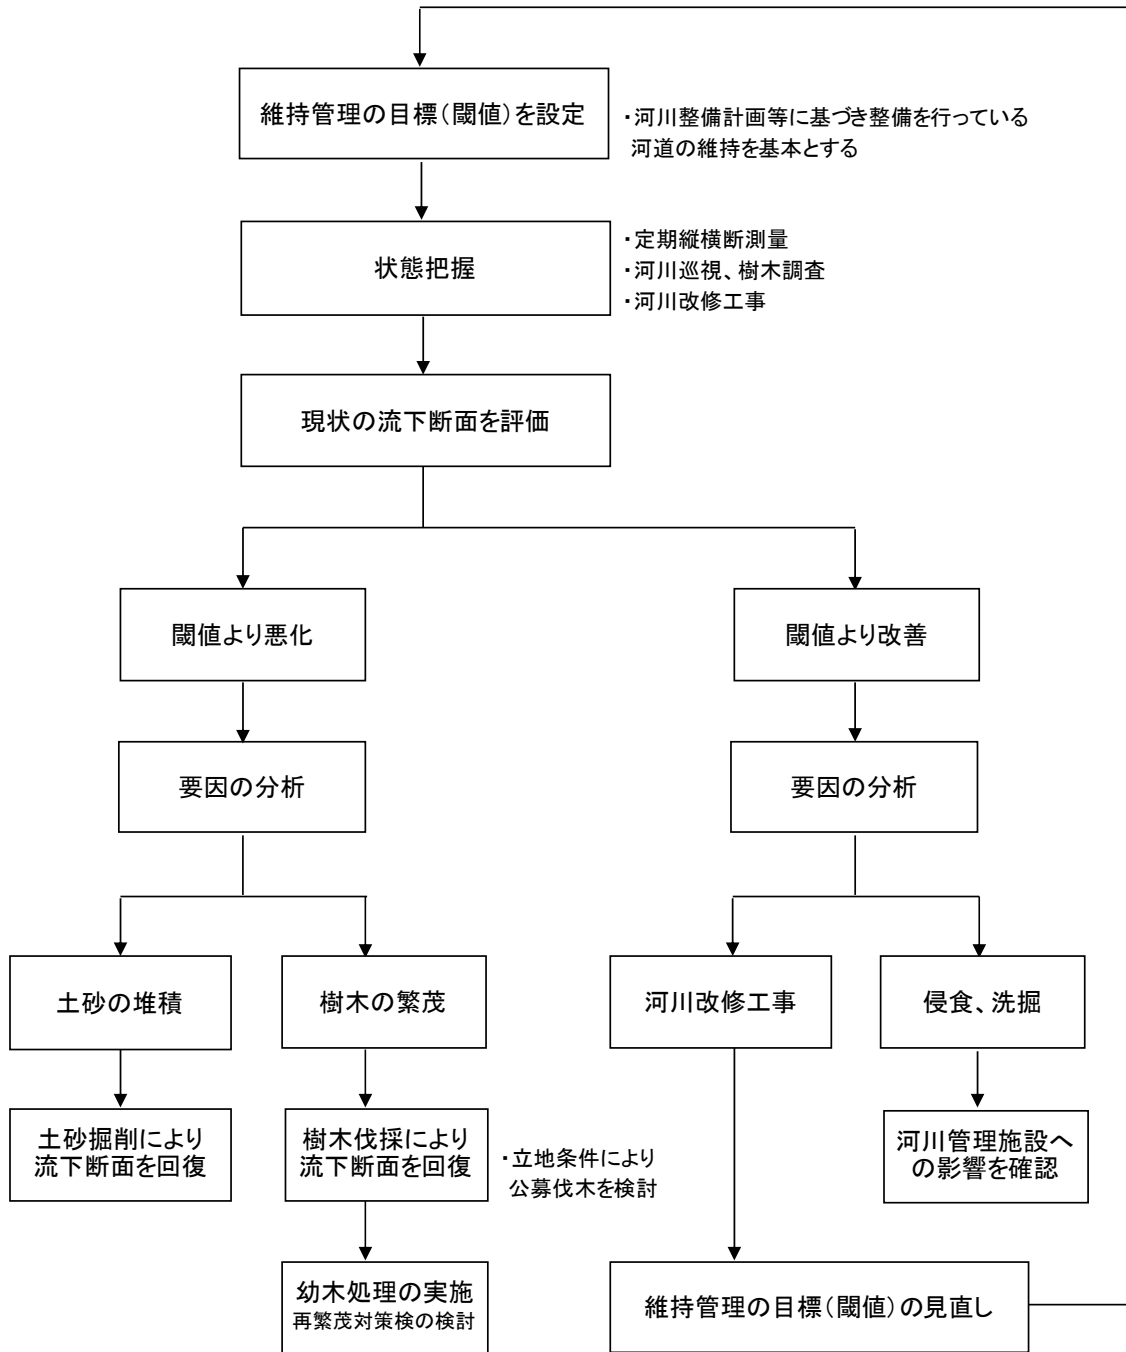 維持管理の目標(閾値)を設定
・河川整備計画等に基づき整備を行っている
河道の維持を基本とする
状態把握
・定期縦横断測量
・河川巡視、樹木調査
・河川改修工事
現状の流下断面を評価
閾値より悪化
閾値より改善
要因の分析
要因の分析
土砂の堆積
樹木の繁茂
河川改修工事
侵食、洗掘
土砂掘削により
流下断面を回復
樹木伐採により
流下断面を回復
・立地条件により
公募伐木を検討
河川管理施設へ
の影響を確認
幼木処理の実施
再繁茂対策検の検討
維持管理の目標(閾値)の見直し